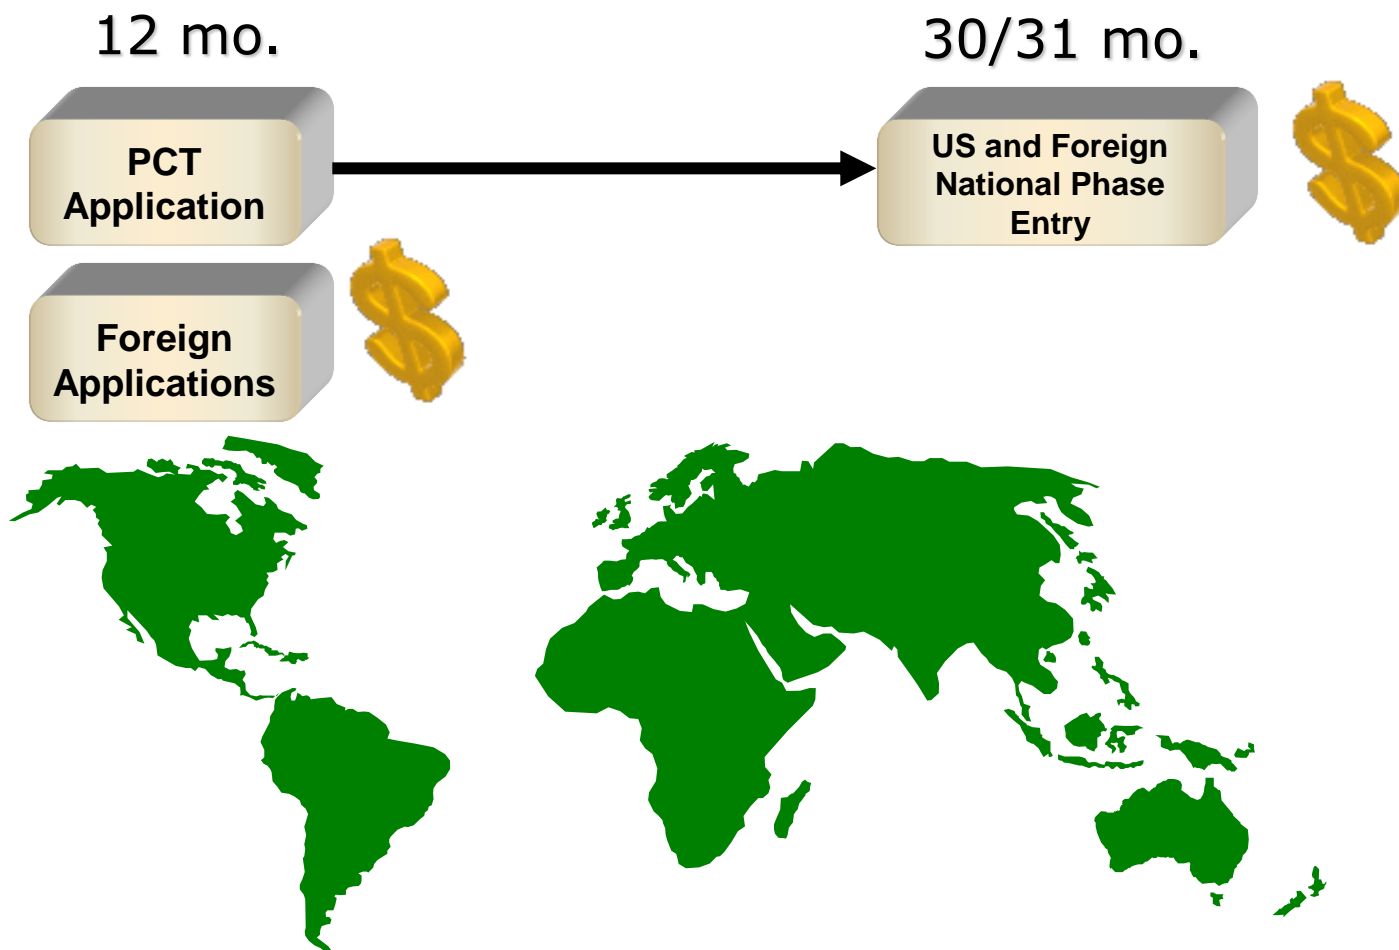 12 mo.
30/31 mo.
PCT
Application
US and Foreign
National Phase
Entry
Foreign
Applications